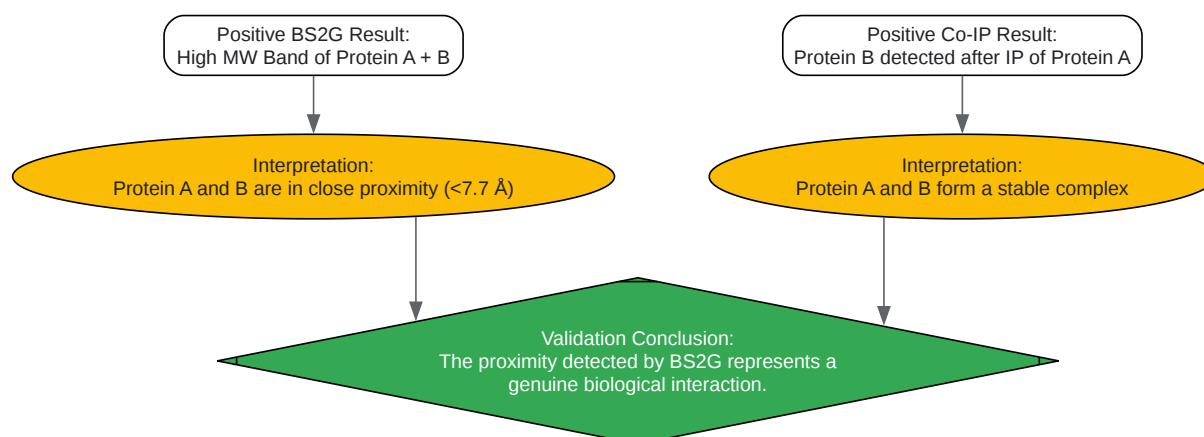 Positive BS2G Result:
High MW Band of Protein A + B
Positive Co-IP Result:
Protein B detected after IP of Protein A
Interpretation:
Protein A and B are in close proximity (<7.7 Å)
Interpretation:
Protein A and B form a stable complex
Validation Conclusion:
The proximity detected by BS2G represents a
genuine biological interaction.